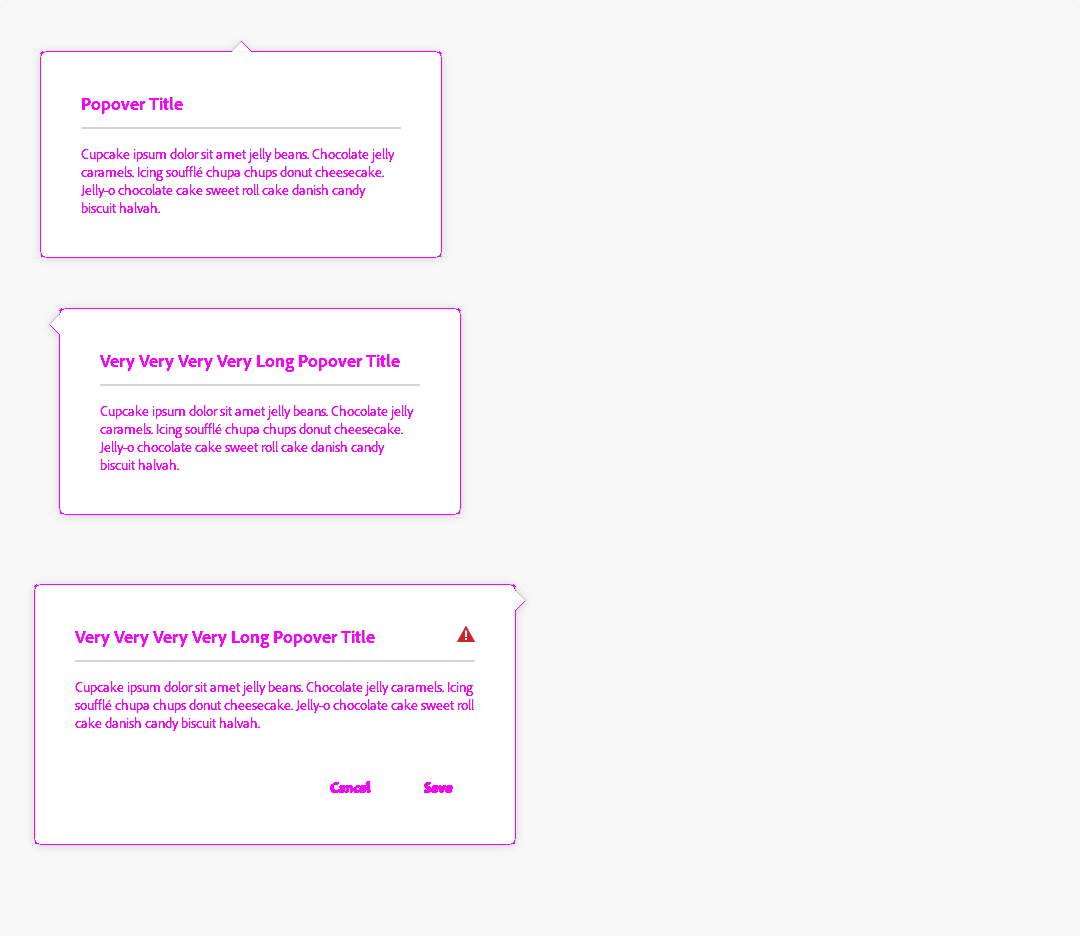 Popover Title
Cupcake ipsum dolor sit amet jelly beans. Chocolate jelly
caramels. Icing soufflé chupa chups donut cheesecake.
Jelly-o chocolate cake sweet roll cake danish candy
biscuit halvah.
Very Very Very Very Long Popover Title
Cupcake ipsum dolor sit amet jelly beans. Chocolate jelly
caramels. Icing soufflé chupa chups donut cheesecake.
Jelly-o chocolate cake sweet roll cake danish candy
biscuit halvah.
Very Very Very Very Long Popover Title
Cupcake ipsum dolor sit amet jelly beans. Chocolate jelly caramels. Icing
soufflé chupa chups donut cheesecake. Jelly-o chocolate cake sweet roll
cake danish candy biscuit halvah.
Cancel Save